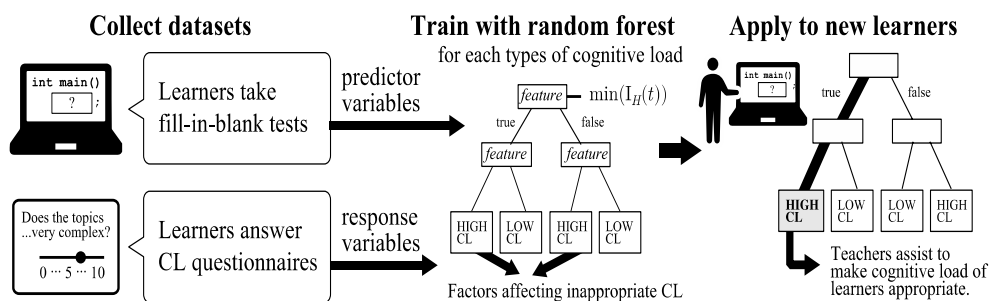 Collect datasets
int main()
?
;
Learners take
fill-in-blank tests
predictor
variables
Does the topics
...very complex?
0 ··· 5 ··· 10
Learners answer
CL questionnaires
response
variables
Train with random forest
for each types of cognitive load
feature
min(I_H(t))
true
false
feature
feature
HIGH
CL
LOW
CL
HIGH
CL
LOW
CL
Factors affecting inappropriate CL
Apply to new learners
int main()
?
;
true
false
HIGH
CL
LOW
CL
LOW
CL
HIGH
CL
Teachers assist to
make cognitive load of
learners appropriate.